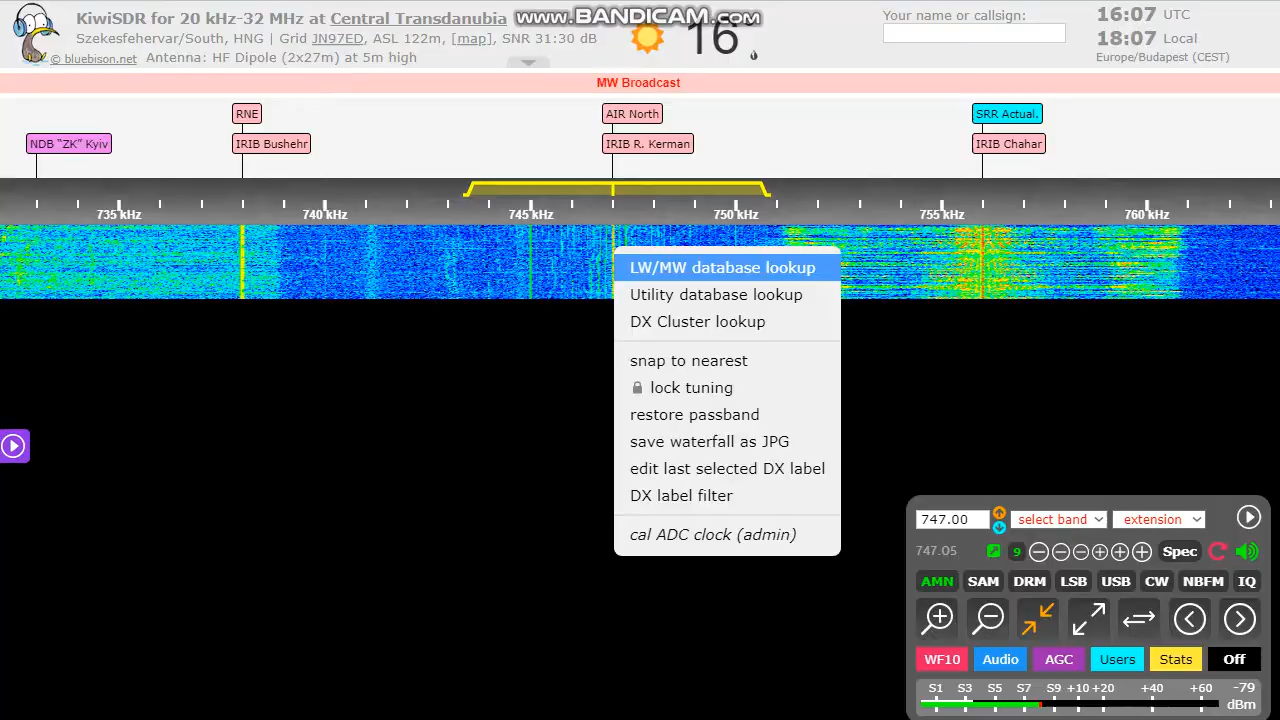 www.BANDICAM.com
KiwiSDR for 20 kHz-32 MHz at Central Transdanubia
Szekesfehervar/South, HNG | Grid JN97ED, ASL 122m, [map], SNR 31:30 dB
© bluebison.net Antenna: HF Dipole (2x27m) at 5m high
16
Your name or callsign:
16:07 UTC
18:07 Local
Europe/Budapest (CEST)
MW Broadcast
RNE AIR North SRR Actual.
NDB "ZK" Kyiv IRIB Bushehr IRIB R. Kerman IRIB Chahar
735 kHz 740 kHz 745 kHz 750 kHz 755 kHz 760 kHz
LW/MW database lookup
Utility database lookup
DX Cluster lookup
snap to nearest
lock tuning
restore passband
save waterfall as JPG
edit last selected DX label
DX label filter
cal ADC clock (admin)
747.00 select band extension
747.05 9 Spec
AMN SAM DRM LSB USB CW NBFM IQ
WF10 Audio AGC Users Stats Off
S1 S3 S5 S7 S9 +10 +20 +40 +60 -79
dBm